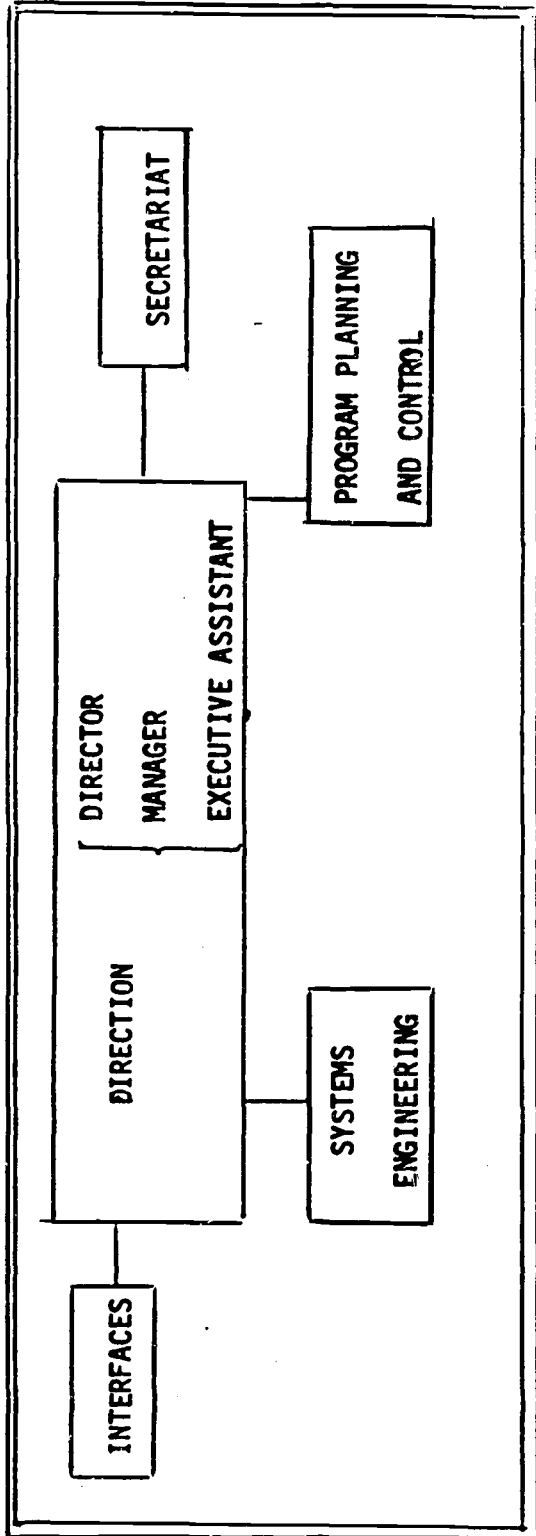 INTERFACES
DIRECTION
DIRECTOR
MANAGER
EXECUTIVE ASSISTANT
SECRETARIAT
SYSTEMS
ENGINEERING
PROGRAM PLANNING
AND CONTROL